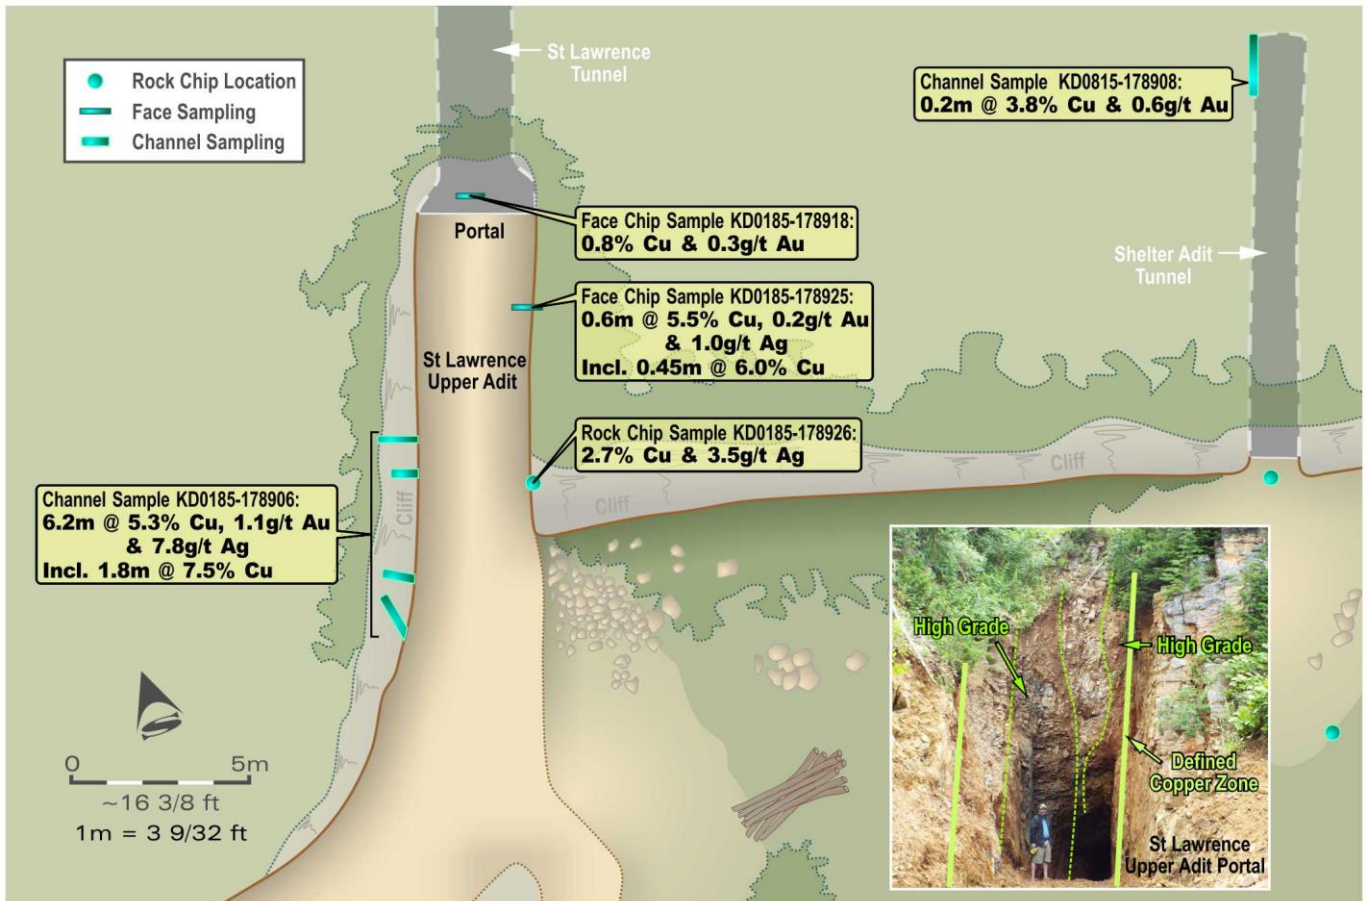 St Lawrence
Tunnel
Rock Chip Location
Face Sampling
Channel Sampling
Channel Sample KD0815-178908:
0.2m @ 3.8% Cu & 0.6g/t Au
Face Chip Sample KD0185-178918:
0.8% Cu & 0.3g/t Au
Portal
Shelter Adit
Tunnel
Face Chip Sample KD0185-178925:
0.6m @ 5.5% Cu, 0.2g/t Au
& 1.0g/t Ag
Incl. 0.45m @ 6.0% Cu
St Lawrence
Upper Adit
Rock Chip Sample KD0185-178926:
2.7% Cu & 3.5g/t Ag
Cliff
Cliff
Cliff
Channel Sample KD0185-178906:
6.2m @ 5.3% Cu, 1.1g/t Au
& 7.8g/t Ag
Incl. 1.8m @ 7.5% Cu
High Grade
High Grade
Defined
Copper Zone
St Lawrence
Upper Adit Portal
0 5m
~16 3/8 ft
1m = 3 9/32 ft